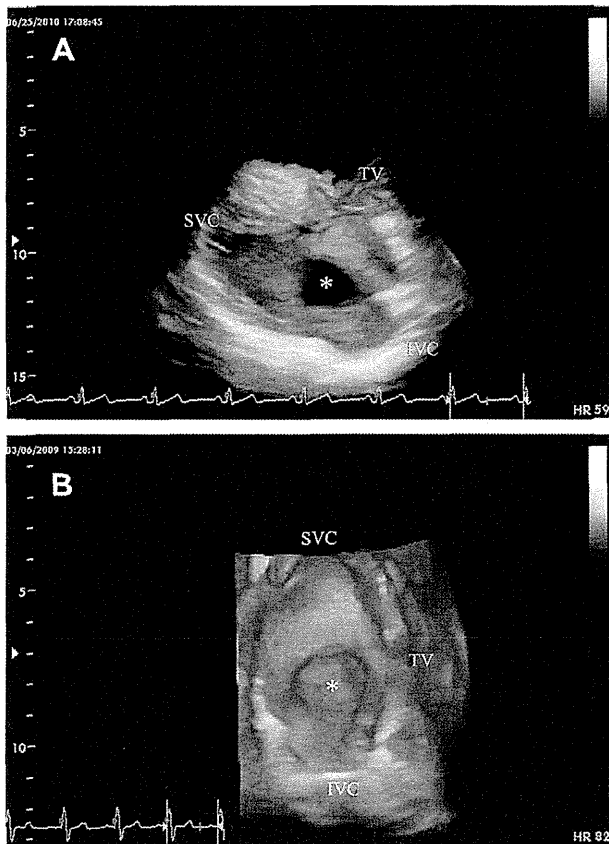 06/25/2010 17:08:45
A
TV
SVC
5
10
*
IVC
15
HR 59
03/06/2009 15:28:11
B
SVC
5
TV
*
10
IVC
HR 82